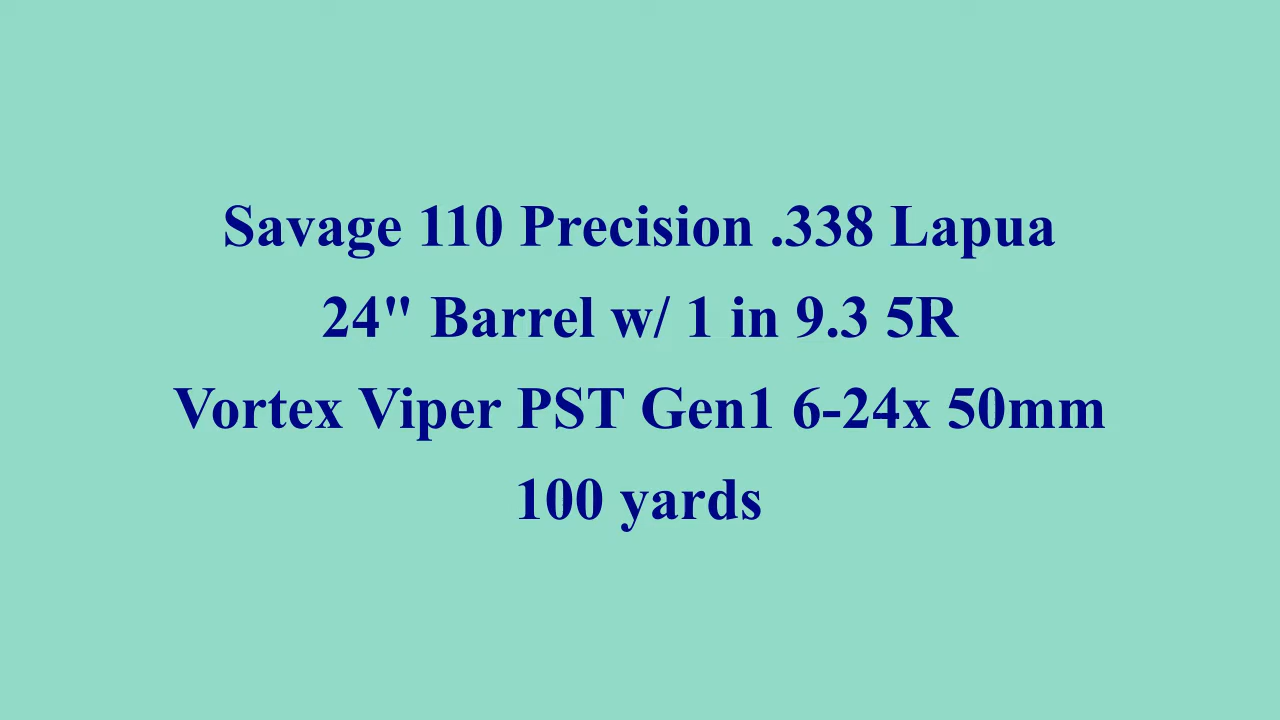 Savage 110 Precision .338 Lapua
24" Barrel w/ 1 in 9.3 5R
Vortex Viper PST Gen1 6-24x 50mm
100 yards